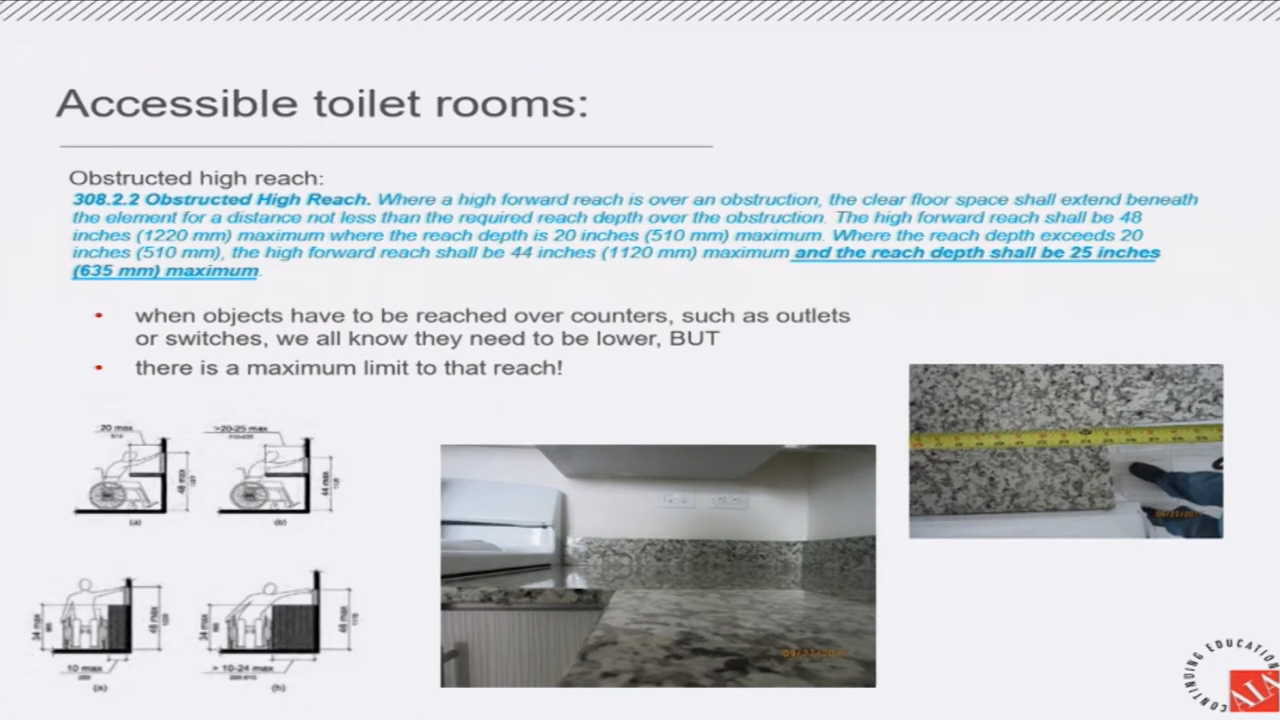 Accessible toilet rooms:
Obstructed high reach:
308.2.2 Obstructed High Reach. Where a high forward reach is over an obstruction, the clear floor space shall extend beneath
the element for a distance not less than the required reach depth over the obstruction. The high forward reach shall be 48
inches (1220 mm) maximum where the reach depth is 20 inches (510 mm) maximum. Where the reach depth exceeds 20
inches (510 mm), the high forward reach shall be 44 inches (1120 mm) maximum and the reach depth shall be 25 inches
(635 mm) maximum.
• when objects have to be reached over counters, such as outlets
or switches, we all know they need to be lower, BUT
• there is a maximum limit to that reach!
20 max
>20-25 max
48 max
44 max
(a)
(b)
34 max
48 max
34 max
46 max
10 max
> 10-24 max
(a)
(b)
CONTINUING EDUCATION
AIA